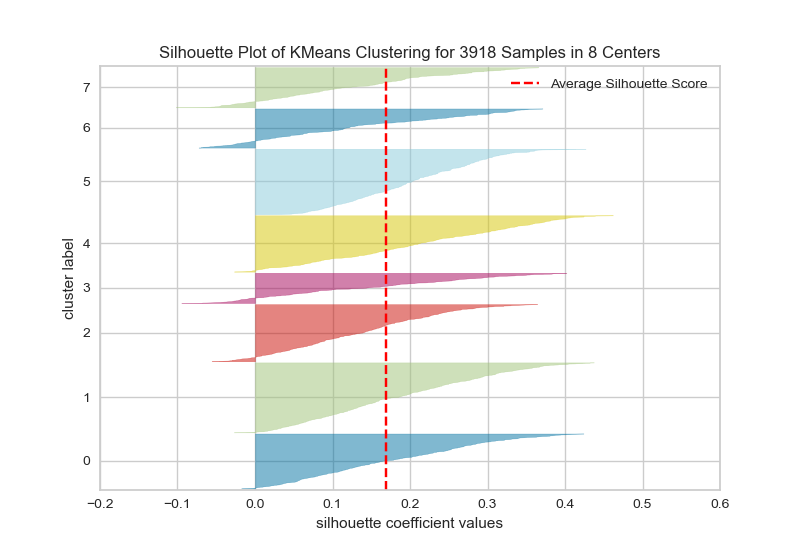 Silhouette Plot of KMeans Clustering for 3918 Samples in 8 Centers
Average Silhouette Score
7
6
5
4
3
2
1
0
cluster label
−0.2 −0.1 0.0 0.1 0.2 0.3 0.4 0.5 0.6
silhouette coefficient values